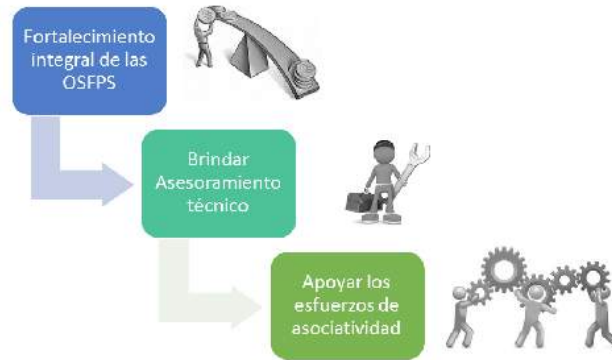 Fortalecimiento
integral de las
OSFPS
Brindar
Asesoramiento
técnico
Apoyar los
esfuerzos de
asociatividad